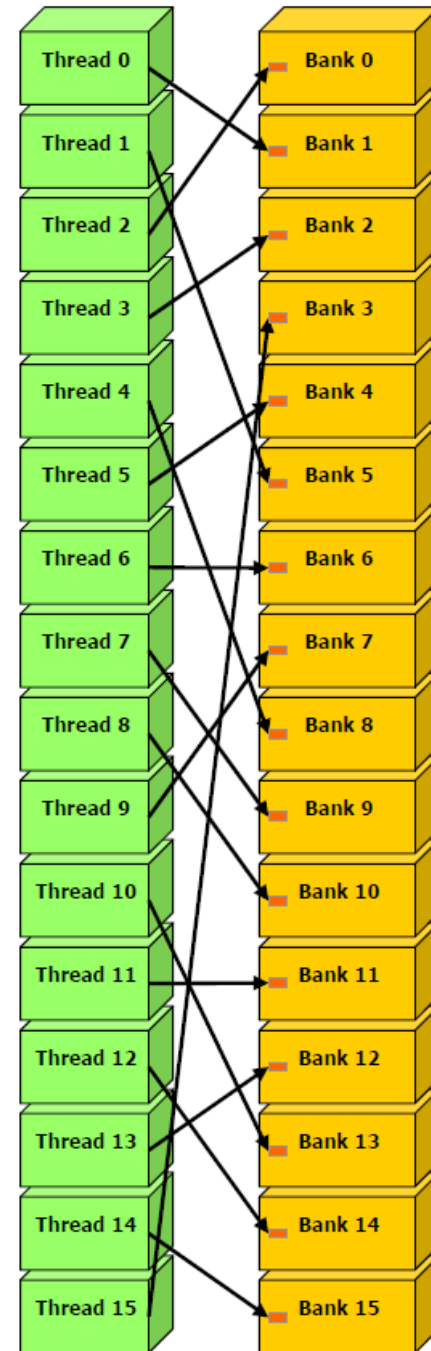 Thread 0
Bank 0
Thread 1
Bank 1
Thread 2
Bank 2
Thread 3
Bank 3
Thread 4
Bank 4
Thread 5
Bank 5
Thread 6
Bank 6
Thread 7
Bank 7
Thread 8
Bank 8
Thread 9
Bank 9
Thread 10
Bank 10
Thread 11
Bank 11
Thread 12
Bank 12
Thread 13
Bank 13
Thread 14
Bank 14
Thread 15
Bank 15